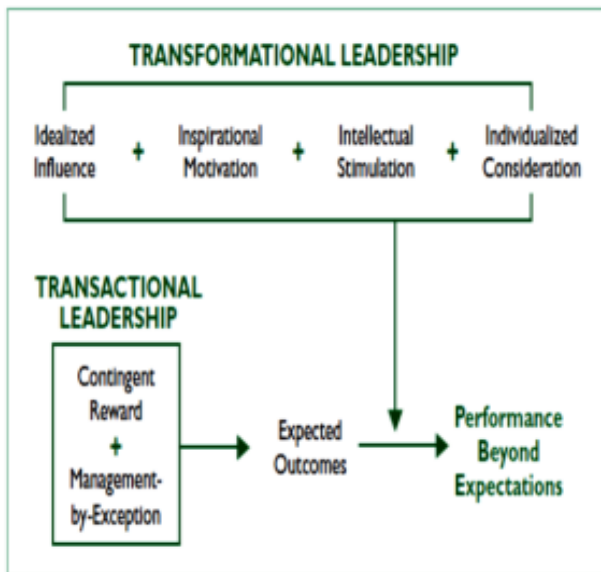 TRANSFORMATIONAL LEADERSHIP
Idealized Influence + Inspirational Motivation + Intellectual Stimulation + Individualized Consideration
TRANSACTIONAL
LEADERSHIP
Contingent
Reward
+
Management-
by-Exception
Expected
Outcomes
Performance
Beyond
Expectations